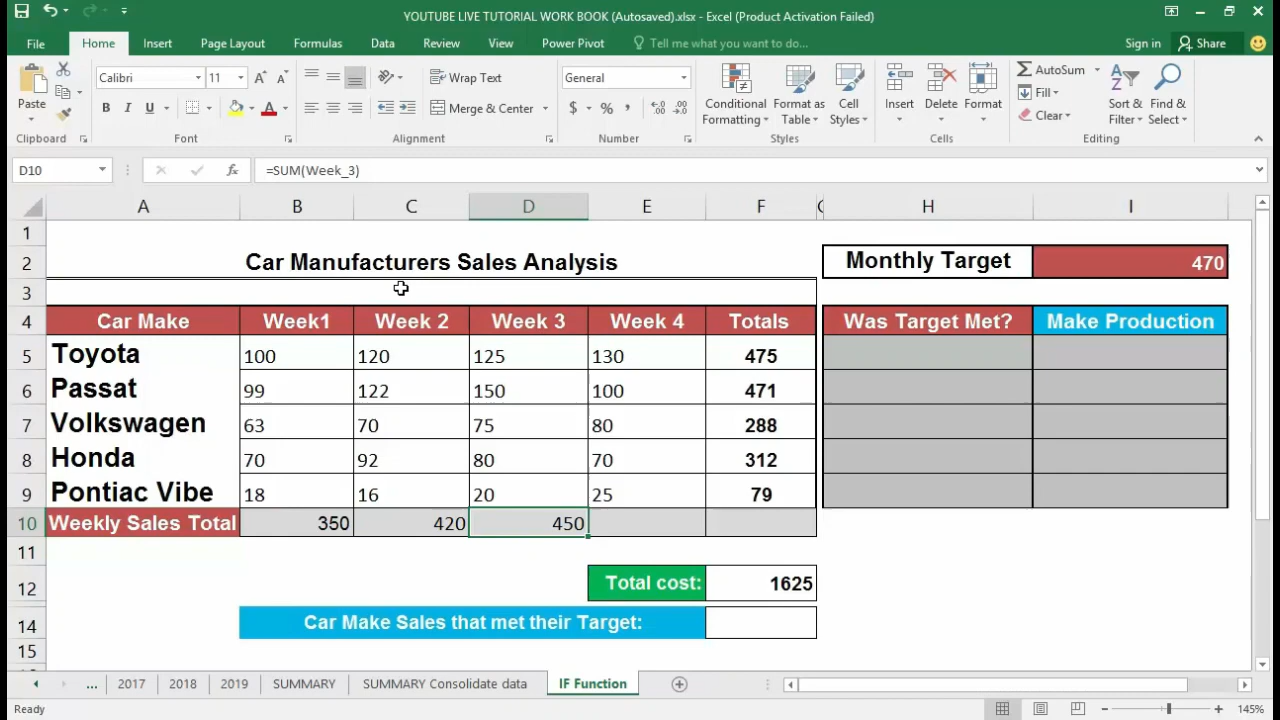 YOUTUBE LIVE TUTORIAL WORK BOOK (Autosaved).xlsx - Excel (Product Activation Failed)
File Home Insert Page Layout Formulas Data Review View Power Pivot Tell me what you want to do... Sign in Share
Paste Calibri 11 Wrap Text General Conditional Formatting Format as Table Cell Styles Insert Delete Format AutoSum Sort & Filter Find & Select
B I U A Merge & Center $ % , Fill
Clear
Clipboard Font Alignment Number Styles Cells Editing
D10 fx =SUM(Week_3)
A B C D E F G H I
1
2 Car Manufacturers Sales Analysis Monthly Target 470
3
4 Car Make Week1 Week 2 Week 3 Week 4 Totals Was Target Met? Make Production
5 Toyota 100 120 125 130 475
6 Passat 99 122 150 100 471
7 Volkswagen 63 70 75 80 288
8 Honda 70 92 80 70 312
9 Pontiac Vibe 18 16 20 25 79
10 Weekly Sales Total 350 420 450
11
12 Total cost: 1625
14 Car Make Sales that met their Target:
15
... 2017 2018 2019 SUMMARY SUMMARY Consolidate data IF Function
Ready 145%